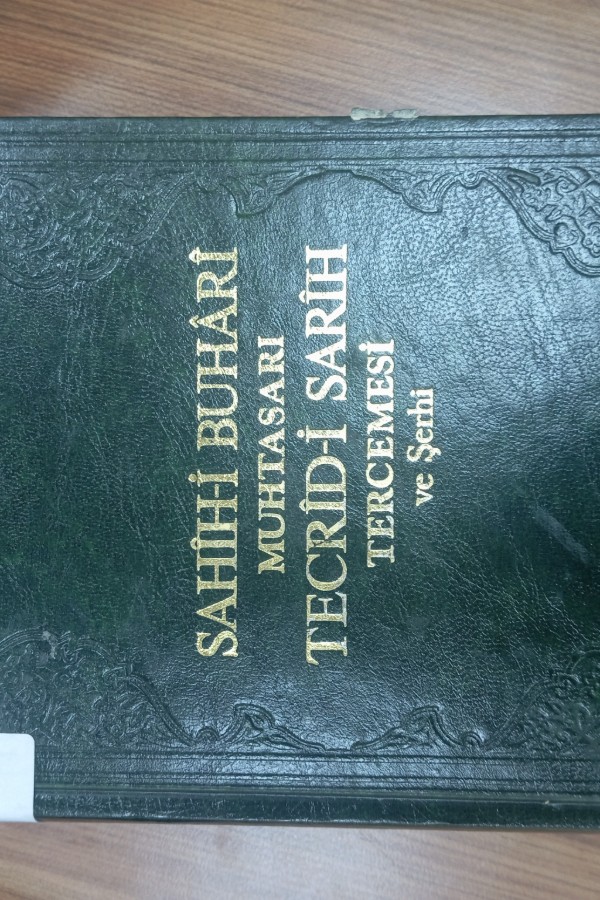 SAHÎH-İ BUHÂRÎ
MUHTASARI
TECRÎD-İ SARÎH
TERCEMESİ
ve Şerhi